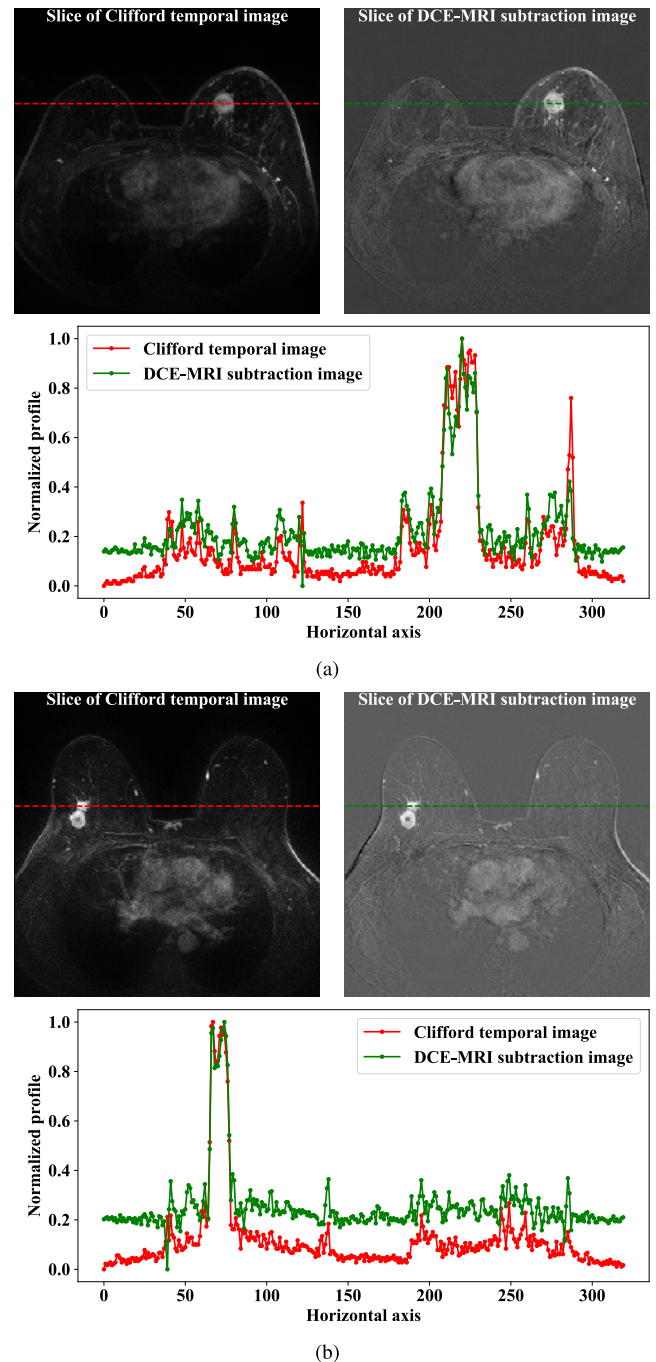 Slice of Clifford temporal image
Slice of DCE-MRI subtraction image
1.0
0.8
0.6
0.4
0.2
0.0
Normalized profile
Clifford temporal image
DCE-MRI subtraction image
0 50 100 150 200 250 300
Horizontal axis
(a)
Slice of Clifford temporal image
Slice of DCE-MRI subtraction image
1.0
0.8
0.6
0.4
0.2
0.0
Normalized profile
Clifford temporal image
DCE-MRI subtraction image
0 50 100 150 200 250 300
Horizontal axis
(b)